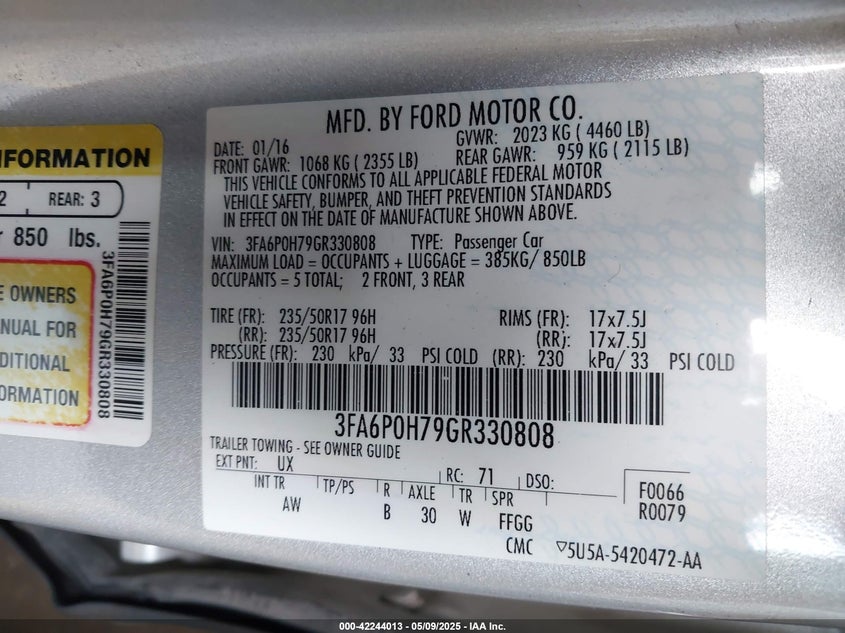 MFD. BY FORD MOTOR CO.
DATE: 01/16 GVWR: 2023 KG ( 4460 LB)
FRONT GAWR: 1068 KG ( 2355 LB) REAR GAWR: 959 KG ( 2115 LB)
THIS VEHICLE CONFORMS TO ALL APPLICABLE FEDERAL MOTOR
VEHICLE SAFETY, BUMPER, AND THEFT PREVENTION STANDARDS
IN EFFECT ON THE DATE OF MANUFACTURE SHOWN ABOVE.
VIN: 3FA6P0H79GR330808 TYPE: Passenger Car
MAXIMUM LOAD = OCCUPANTS + LUGGAGE = 385KG/ 850LB
OCCUPANTS = 5 TOTAL; 2 FRONT, 3 REAR
TIRE (FR): 235/50R17 96H RIMS (FR): 17x7.5J
(RR): 235/50R17 96H (RR): 17x7.5J
PRESSURE (FR): 230 kPa/ 33 PSI COLD (RR): 230 kPa/ 33 PSI COLD
3FA6P0H79GR330808
TRAILER TOWING - SEE OWNER GUIDE
EXT PNT: UX RC: 71 DSO:
INT TR TP/PS R AXLE TR SPR
AW B 30 W FFGG
F0066
R0079
CMC 5U5A-5420472-AA
NFORMATION
2 REAR: 3
850 lbs.
E OWNERS
NUAL FOR
DITIONAL
ORMATION
3FA6P0H79GR330808
000-42244013 - 05/09/2025 - IAA Inc.